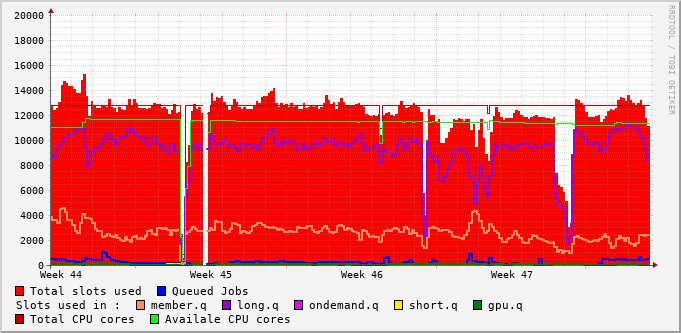 20000
18000
16000
14000
12000
10000
8000
6000
4000
2000
0
Week 44 Week 45 Week 46 Week 47
RRDTOOL / TOBI OETIKER
Total slots used Queued Jobs
Slots used in : member.q long.q ondemand.q short.q gpu.q
Total CPU cores Availale CPU cores